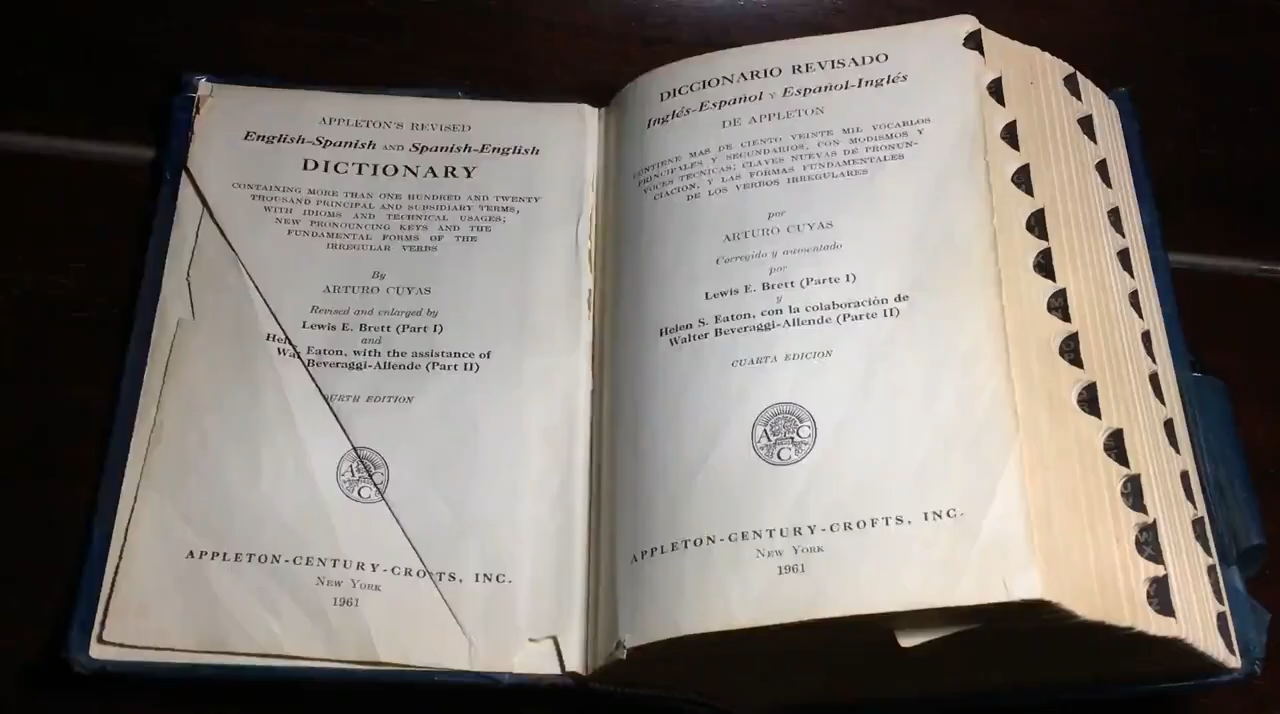 APPLETON'S REVISED
English-Spanish AND Spanish-English
DICTIONARY
CONTAINING MORE THAN ONE HUNDRED AND TWENTY
THOUSAND PRINCIPAL AND SUBSIDIARY TERMS,
WITH IDIOMS AND TECHNICAL USAGES;
NEW PRONOUNCING KEYS AND THE
FUNDAMENTAL FORMS OF THE
IRREGULAR VERBS
By
ARTURO CUYAS
Revised and enlarged by
Lewis E. Brett (Part I)
and
Eaton, with the assistance of
Beveraggi-Allende (Part II)
EDITION
A C C
APPLETON-CENTURY-CROFTS, INC.
NEW YORK
1961
DICCIONARIO REVISADO
Inglés-Español Y Español-Inglés
DE APPLETON
CONTIENE MAS DE CIENTO VEINTE MIL VOCABLOS
PRINCIPALES Y SECUNDARIOS, CON MODISMOS Y
VOCES TECNICAS; CLAVES NUEVAS DE PRONUN-
CIACION, Y LAS FORMAS FUNDAMENTALES
DE LOS VERBOS IRREGULARES
por
ARTURO CUYAS
Corregido y aumentado
por
Lewis E. Brett (Parte I)
y
Helen S. Eaton, con la colaboración de
Walter Beveraggi-Allende (Parte II)
CUARTA EDICION
A C C
APPLETON-CENTURY-CROFTS, INC.
NEW YORK
1961
OP
ST
UV
WX
YZ